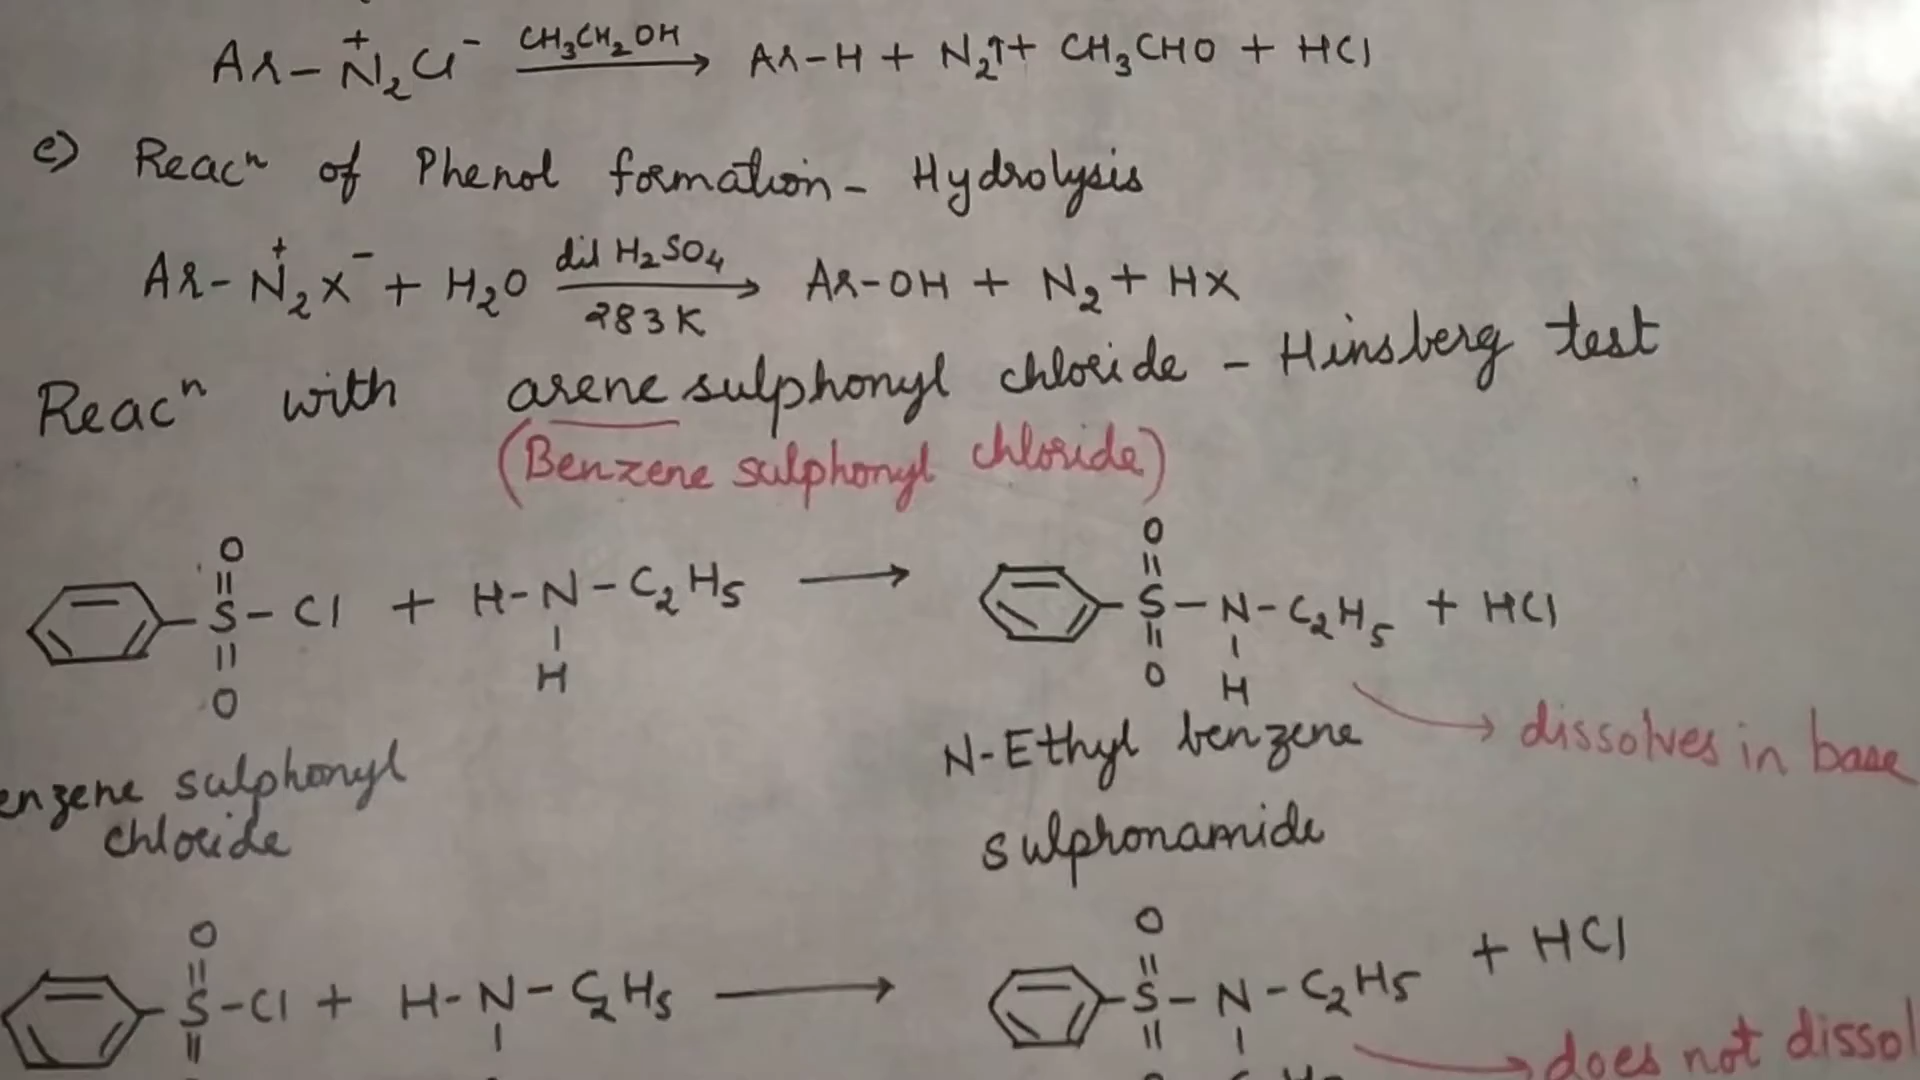 Ar-N₂⁺Cl⁻ CH₃CH₂OH → Ar-H + N₂↑ + CH₃CHO + HCl
e) Reacⁿ of Phenol formation - Hydrolysis
Ar-N₂⁺X⁻ + H₂O dil H₂SO₄ → 283K Ar-OH + N₂ + HX
Reacⁿ with arene sulphonyl chloride - Hinsberg test
(Benzene sulphonyl chloride)
O O
|| ||
S - Cl + H-N-C₂H₅ → S-N-C₂H₅ + HCl
|| | || |
O H O H
→ dissolves in base
enzene sulphonyl N-Ethyl benzene
chloride sulphonamide
O O
|| ||
S-Cl + H-N-C₂H₅ → S-N-C₂H₅ + HCl
|| | || |
→ does not dissol